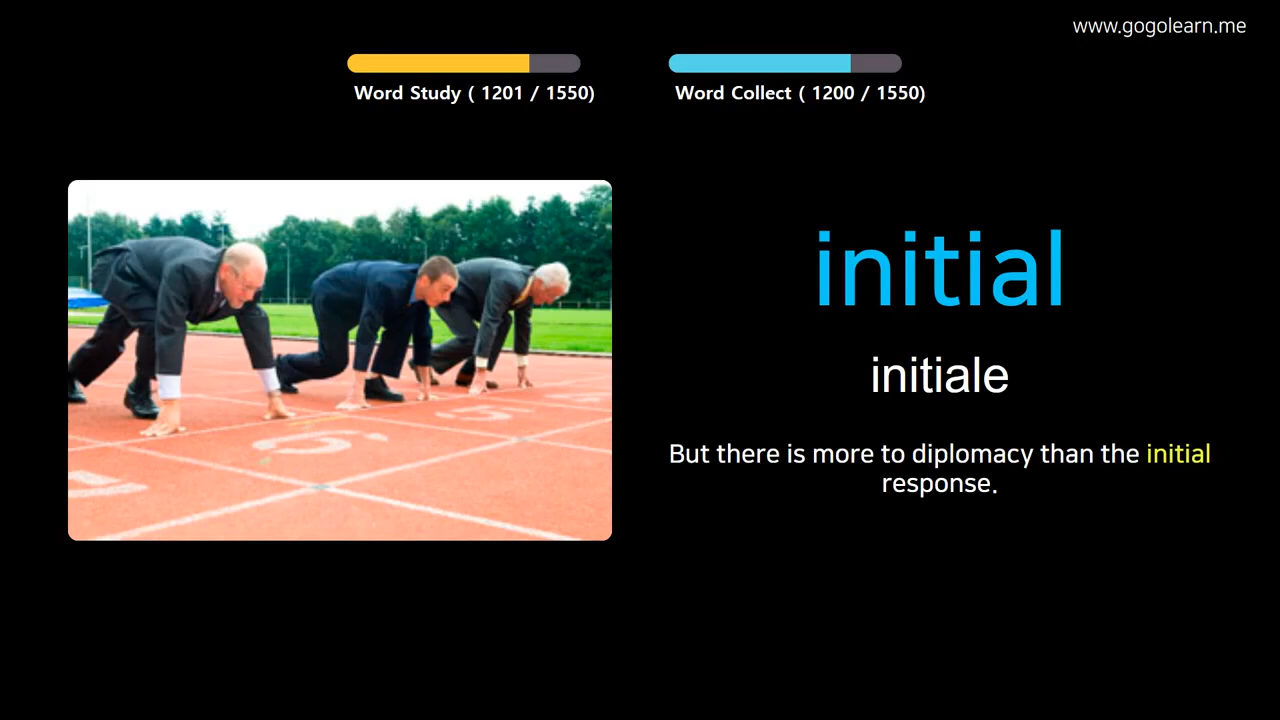 www.gogolearn.me
Word Study ( 1201 / 1550)
Word Collect ( 1200 / 1550)
initial
initiale
But there is more to diplomacy than the initial
response.
5